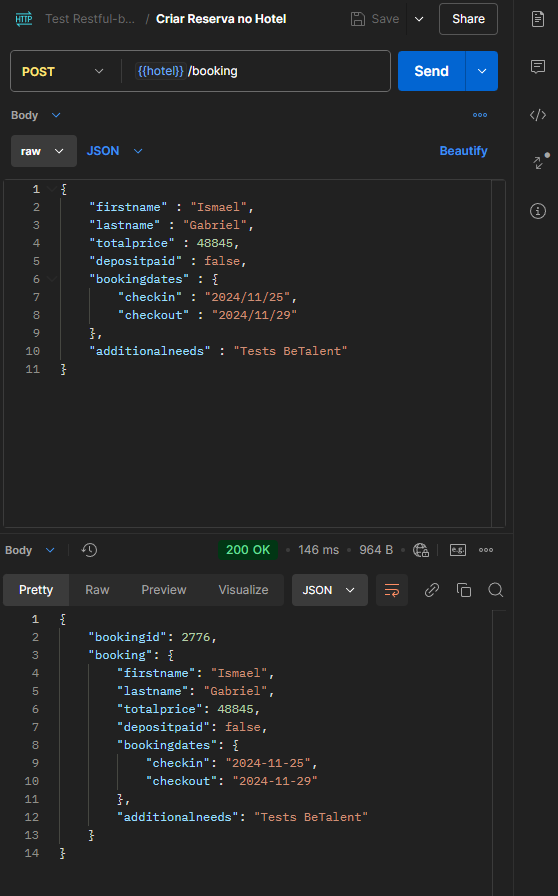 HTTP Test Restful-b... / Criar Reserva no Hotel Save Share
POST {{hotel}} /booking Send
Body
raw JSON Beautify
1 {
2 "firstname" : "Ismael",
3 "lastname" : "Gabriel",
4 "totalprice" : 48845,
5 "depositpaid" : false,
6 "bookingdates" : {
7 "checkin" : "2024/11/25",
8 "checkout" : "2024/11/29"
9 },
10 "additionalneeds" : "Tests BeTalent"
11 }
Body 200 OK 146 ms 964 B e.g.
Pretty Raw Preview Visualize JSON
1 {
2 "bookingid": 2776,
3 "booking": {
4 "firstname": "Ismael",
5 "lastname": "Gabriel",
6 "totalprice": 48845,
7 "depositpaid": false,
8 "bookingdates": {
9 "checkin": "2024-11-25",
10 "checkout": "2024-11-29"
11 },
12 "additionalneeds": "Tests BeTalent"
13 }
14 }